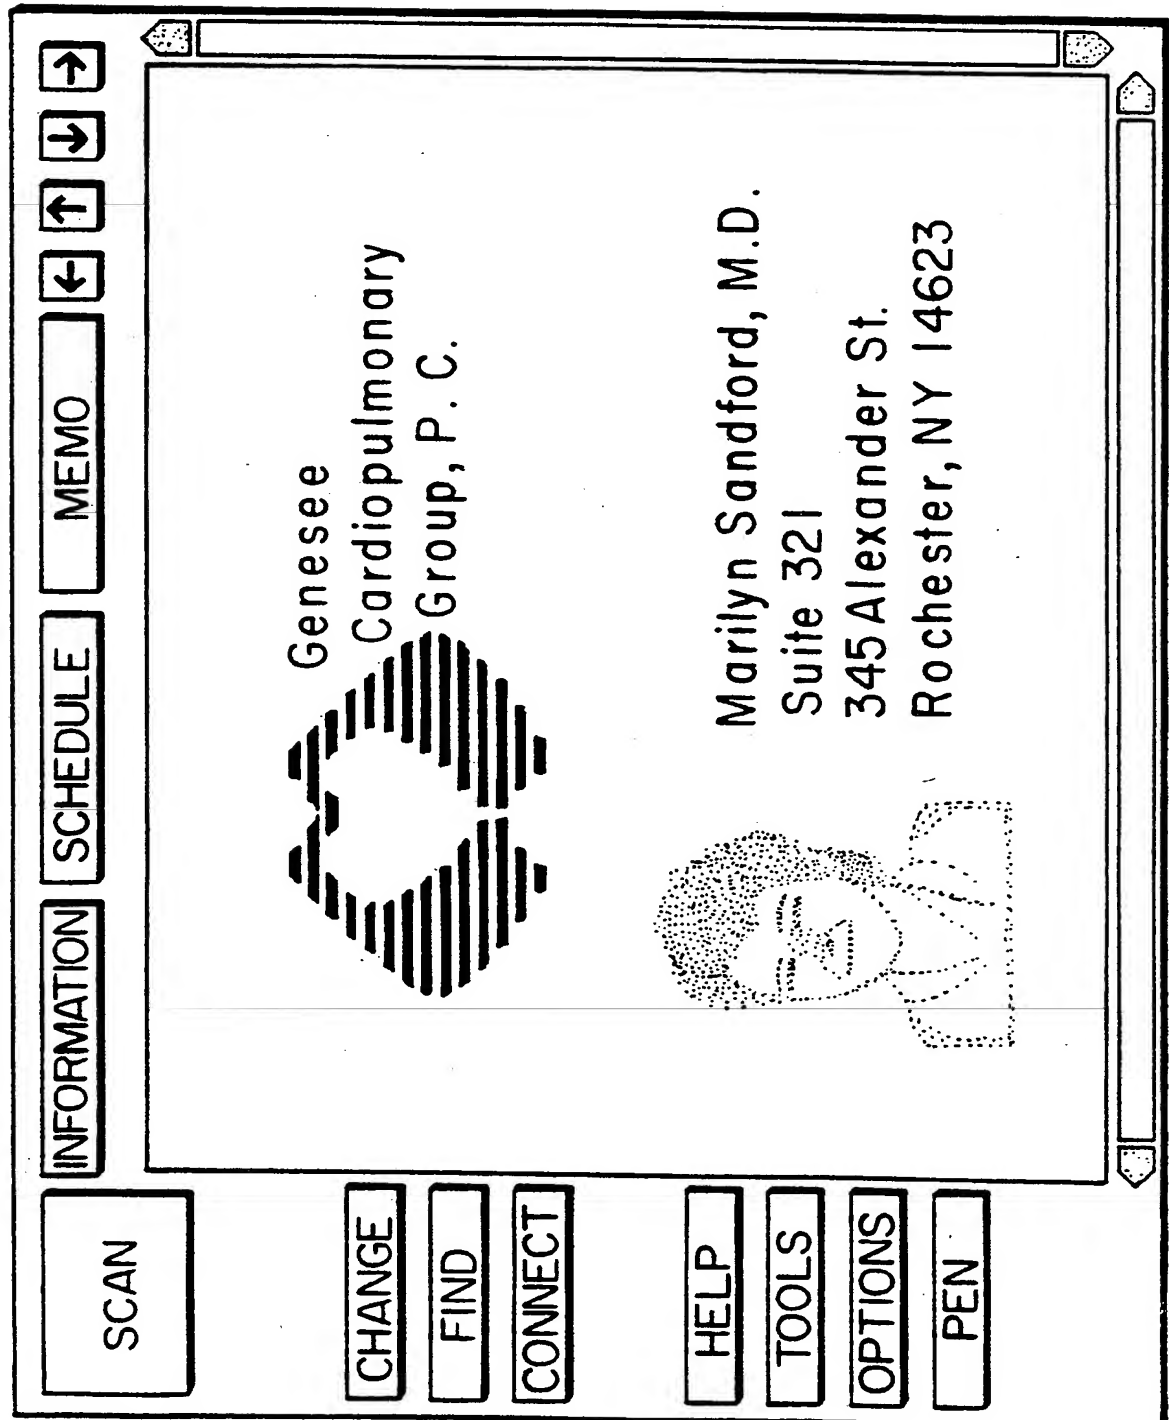 SCAN
INFORMATION
SCHEDULE
MEMO
← ↑ ↓ →
CHANGE
FIND
CONNECT
HELP
TOOLS
OPTIONS
PEN
Genesee
Cardiopulmonary
Group, P. C.
Marilyn Sandford, M.D.
Suite 321
345 Alexander St.
Rochester, NY 14623